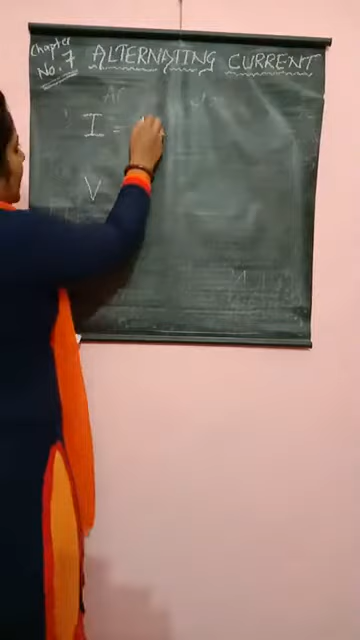 Chapter No. 7
ALTERNATING CURRENT
I =
V